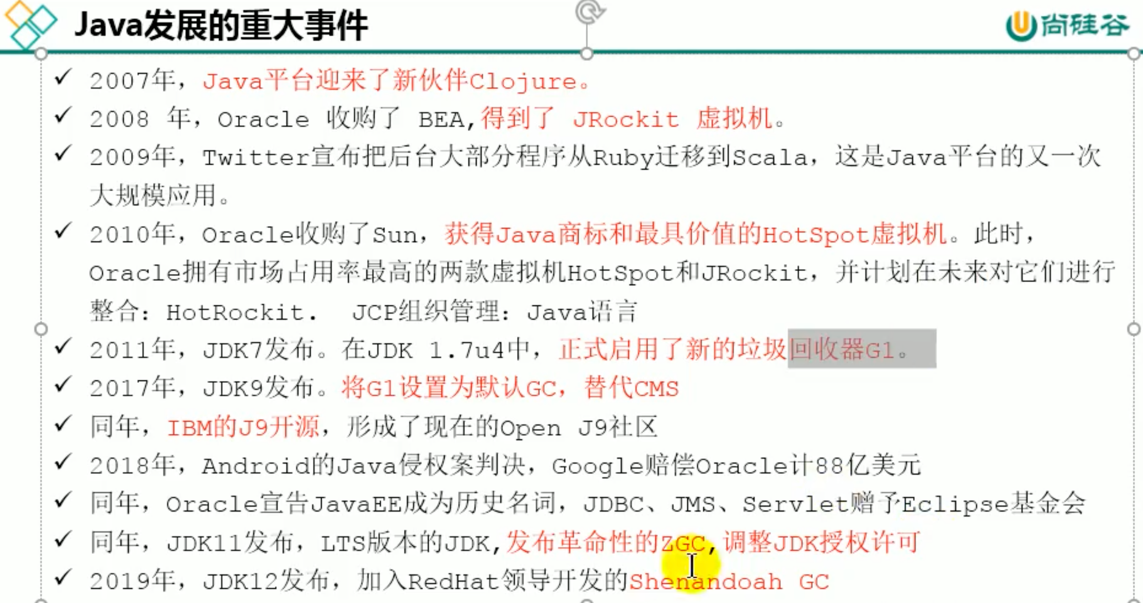 Java发展的重大事件
尚硅谷
✓ 2007年，Java平台迎来了新伙伴Clojure。
✓ 2008 年，Oracle 收购了 BEA,得到了 JRockit 虚拟机。
✓ 2009年，Twitter宣布把后台大部分程序从Ruby迁移到Scala，这是Java平台的又一次
大规模应用。
✓ 2010年，Oracle收购了Sun，获得Java商标和最具价值的HotSpot虚拟机。此时，
Oracle拥有市场占用率最高的两款虚拟机HotSpot和JRockit，并计划在未来对它们进行
整合：HotRockit. JCP组织管理：Java语言
✓ 2011年，JDK7发布。在JDK 1.7u4中，正式启用了新的垃圾回收器G1。
✓ 2017年，JDK9发布。将G1设置为默认GC，替代CMS
✓ 同年，IBM的J9开源，形成了现在的Open J9社区
✓ 2018年，Android的Java侵权案判决，Google赔偿Oracle计88亿美元
✓ 同年，Oracle宣告JavaEE成为历史名词，JDBC、JMS、Servlet赠予Eclipse基金会
✓ 同年，JDK11发布，LTS版本的JDK,发布革命性的ZGC,调整JDK授权许可
✓ 2019年，JDK12发布，加入RedHat领导开发的Shenandoah GC